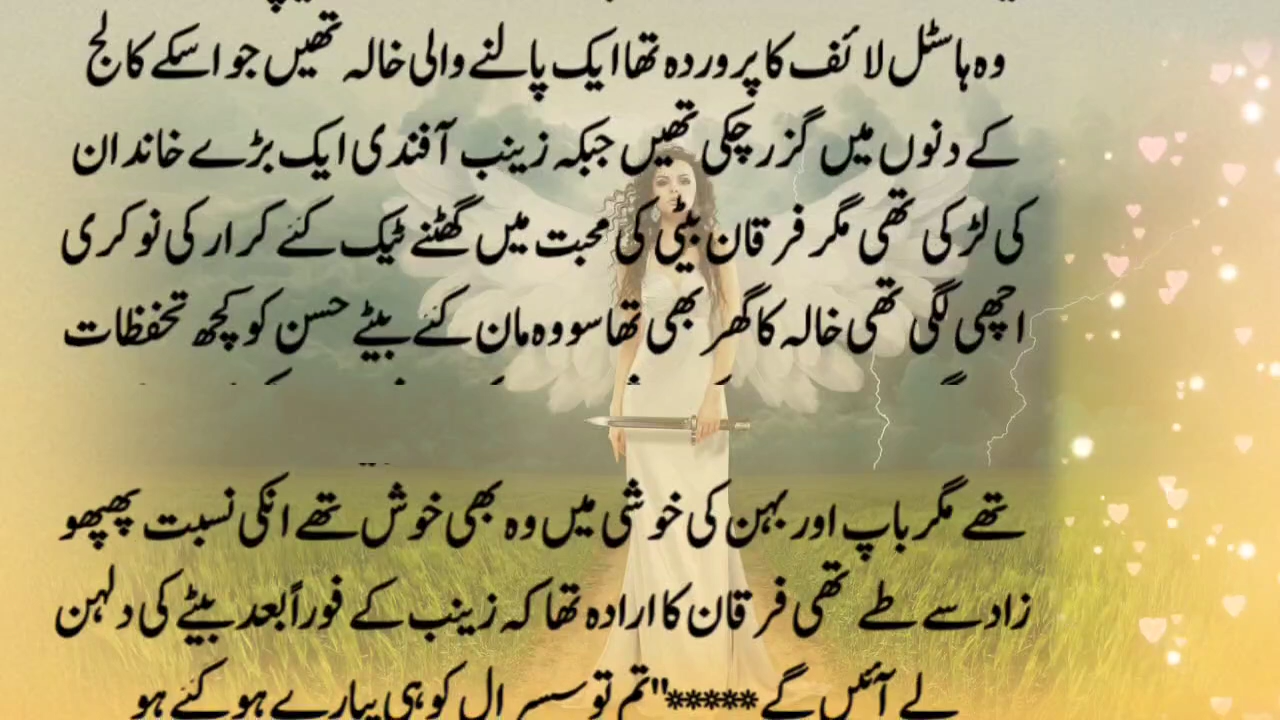 وہ ہاسٹل لائف کا پروردہ تھا ایک پالنے والی خالہ تھیں جو اسکے کالج
کے دنوں میں گزر چکی تھیں جبکہ زینب آفندی ایک بڑے خاندان
کی لڑکی تھی مگر فرقان بیٹی کی محبت میں گھٹنے ٹیک گئے کرار کی نوکری
اچھی لگی تھی خالہ کا گھر بھی تھا سو وہ مان گئے بیٹے حسن کو کچھ تحفظات
تھے مگر باپ اور بہن کی خوشی میں وہ بھی خوش تھے انکی نسبت پھپھو
زاد سے طے تھی فرقان کا ارادہ تھا کہ زینب کے فوراً بعد بیٹے کی دلہن
لے آئیں گے *****"تم تو سسرال کو ہی پیارے ہو گئے ہو